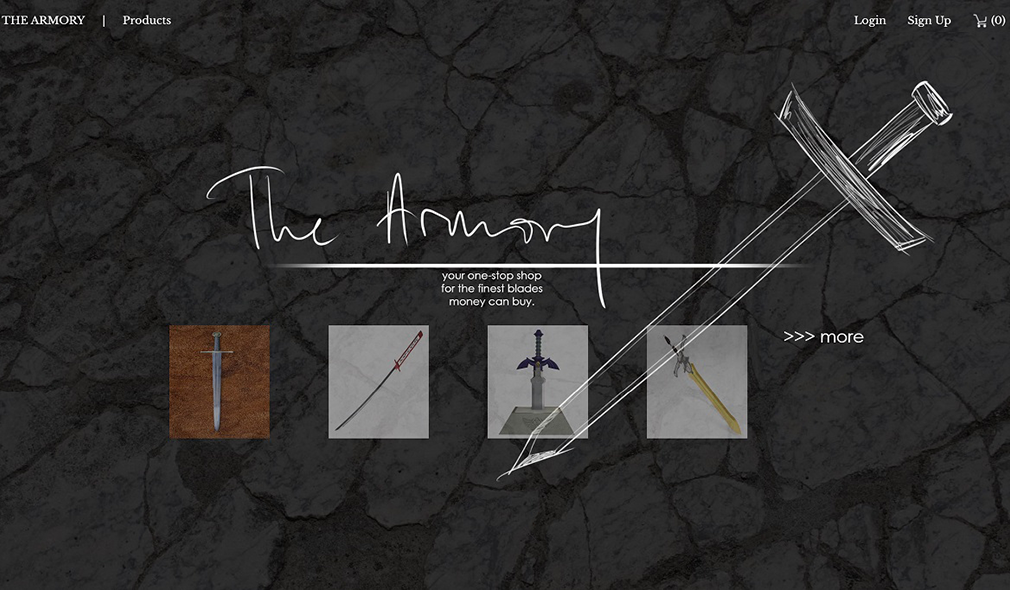 THE ARMORY | Products Login Sign Up (0)
The Armory
your one-stop shop
for the finest blades
money can buy.
>>> more